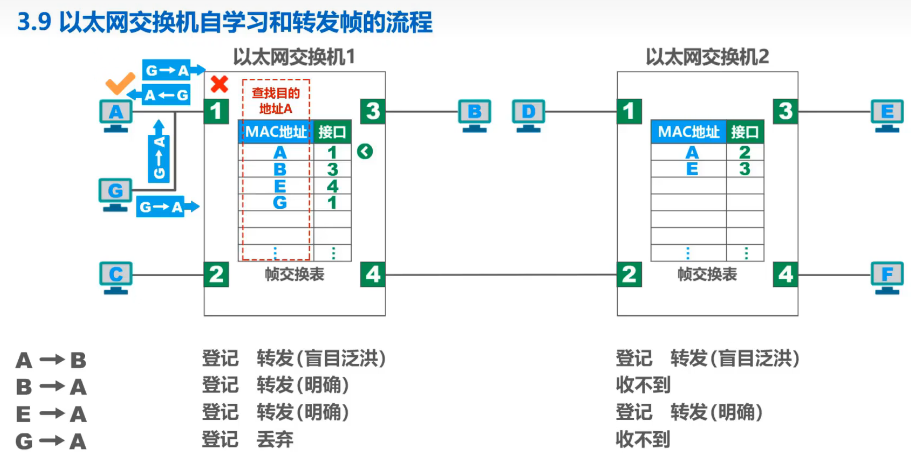 3.9 以太网交换机自学习和转发帧的流程
以太网交换机1
以太网交换机2
G→A
A←G
G→A
G→A
A
G
C
B
D
E
F
1
2
3
4
查找目的
地址A
MAC地址 接口
A 1
B 3
E 4
G 1
⋮ ⋮
帧交换表
1
2
3
4
MAC地址 接口
A 2
E 3
⋮ ⋮
帧交换表
A→B 登记 转发(盲目泛洪) 登记 转发(盲目泛洪)
B→A 登记 转发(明确) 收不到
E→A 登记 转发(明确) 登记 转发(明确)
G→A 登记 丢弃 收不到